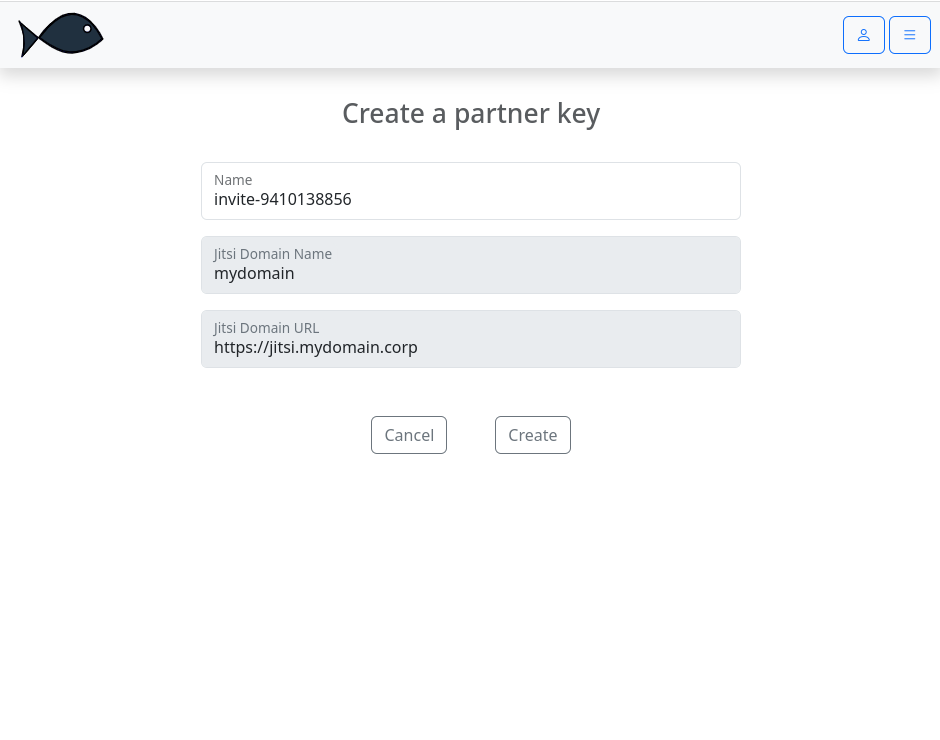 Create a partner key
Name
invite-9410138856
Jitsi Domain Name
mydomain
Jitsi Domain URL
https://jitsi.mydomain.corp
Cancel Create